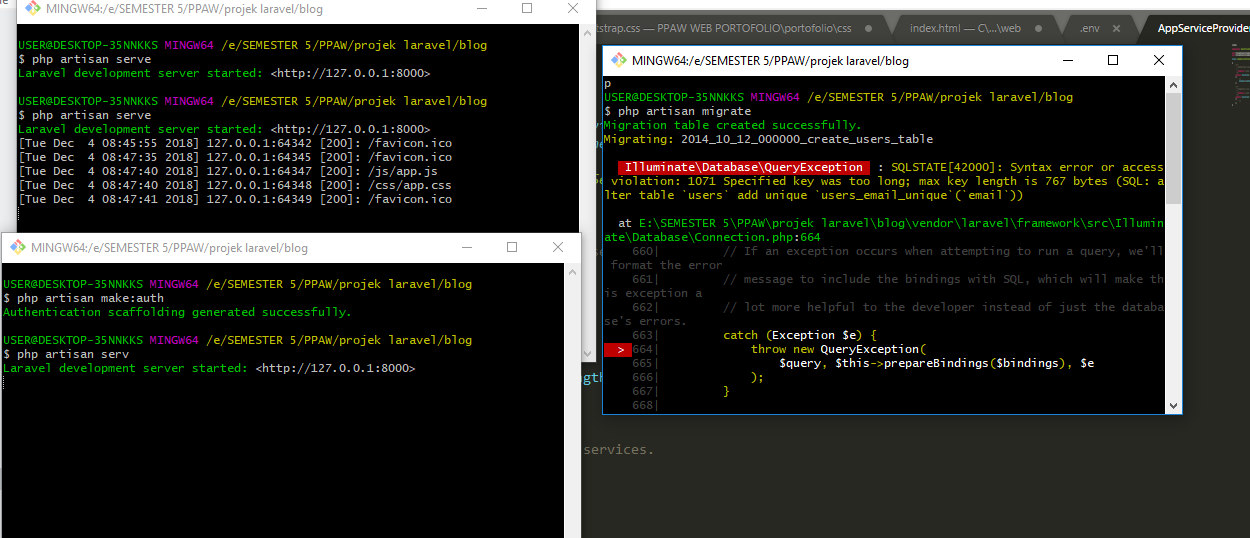 MINGW64:/e/SEMESTER 5/PPAW/projek laravel/blog
USER@DESKTOP-35NNKKS MINGW64 /e/SEMESTER 5/PPAW/projek laravel/blog
$ php artisan serve
Laravel development server started: <http://127.0.0.1:8000>
USER@DESKTOP-35NNKKS MINGW64 /e/SEMESTER 5/PPAW/projek laravel/blog
$ php artisan serve
Laravel development server started: <http://127.0.0.1:8000>
[Tue Dec  4 08:45:55 2018] 127.0.0.1:64342 [200]: /favicon.ico
[Tue Dec  4 08:47:35 2018] 127.0.0.1:64345 [200]: /favicon.ico
[Tue Dec  4 08:47:40 2018] 127.0.0.1:64347 [200]: /js/app.js
[Tue Dec  4 08:47:40 2018] 127.0.0.1:64348 [200]: /css/app.css
[Tue Dec  4 08:47:41 2018] 127.0.0.1:64349 [200]: /favicon.ico
MINGW64:/e/SEMESTER 5/PPAW/projek laravel/blog
USER@DESKTOP-35NNKKS MINGW64 /e/SEMESTER 5/PPAW/projek laravel/blog
$ php artisan make:auth
Authentication scaffolding generated successfully.
USER@DESKTOP-35NNKKS MINGW64 /e/SEMESTER 5/PPAW/projek laravel/blog
$ php artisan serv
Laravel development server started: <http://127.0.0.1:8000>
kstrap.css — PPAW WEB PORTOFOLIO\portofolio\css
index.html — C\...\web
.env
AppServiceProvider
MINGW64:/e/SEMESTER 5/PPAW/projek laravel/blog
p
USER@DESKTOP-35NNKKS MINGW64 /e/SEMESTER 5/PPAW/projek laravel/blog
$ php artisan migrate
Migration table created successfully.
Migrating: 2014_10_12_000000_create_users_table
Illuminate\Database\QueryException  : SQLSTATE[42000]: Syntax error or access
violation: 1071 Specified key was too long; max key length is 767 bytes (SQL: a
lter table `users` add unique `users_email_unique`(`email`))
at E:\SEMESTER 5\PPAW\projek laravel\blog\vendor\laravel\framework\src\Illumin
ate\Database\Connection.php:664
660|         // If an exception occurs when attempting to run a query, we'll
format the error
661|         // message to include the bindings with SQL, which will make th
is exception a
662|         // lot more helpful to the developer instead of just the databa
se's errors.
663|         catch (Exception $e) {
> 664|             throw new QueryException(
665|                 $query, $this->prepareBindings($bindings), $e
666|             );
667|         }
668|
services.